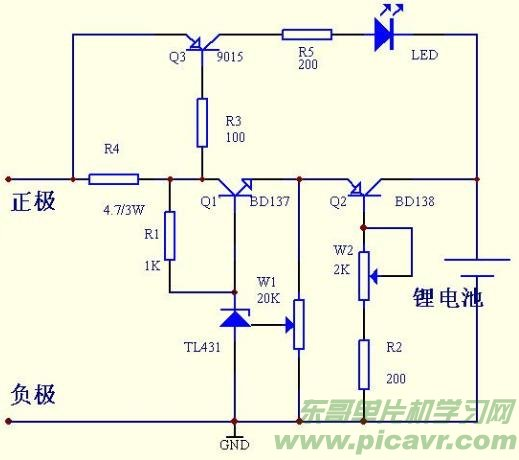 Q3
9015
R5
200
LED
R3
100
R4
4.7/3W
正极
Q1
BD137
Q2
BD138
R1
1K
W1
20K
W2
2K
锂电池
TL431
R2
200
负极
GND
东哥单片机学习网
www.picavr.com